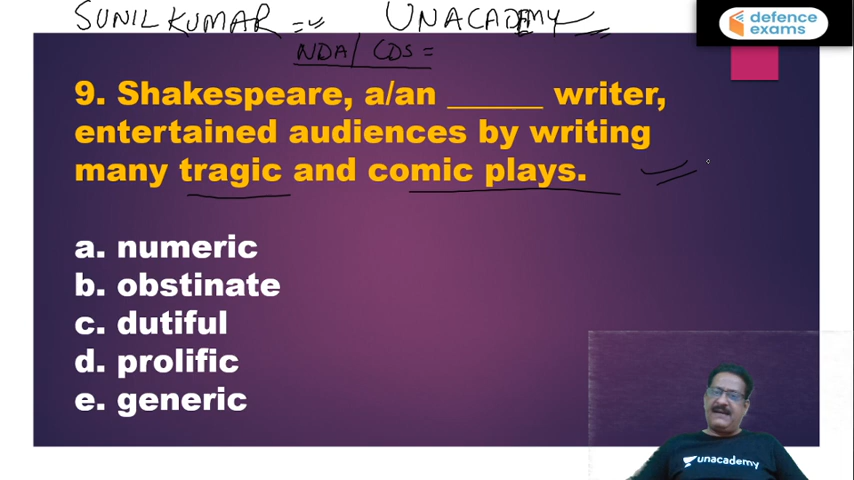 SUNIL KUMAR = UNACADEMY
NDA/ CDS =
defence
exams
9. Shakespeare, a/an ______ writer,
entertained audiences by writing
many tragic and comic plays.
a. numeric
b. obstinate
c. dutiful
d. prolific
e. generic
unacademy